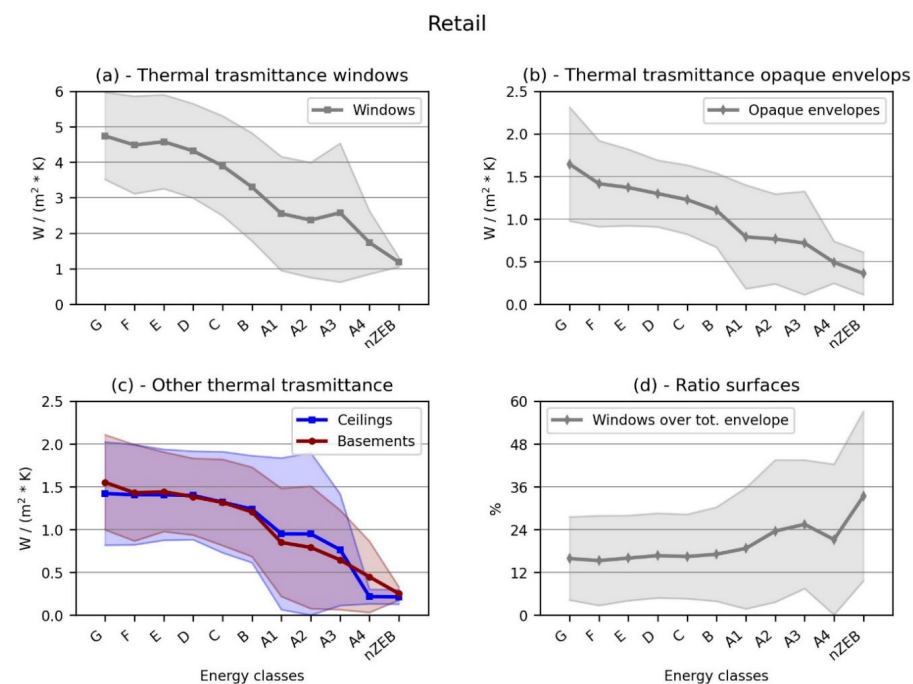 Retail
(a) - Thermal trasmittance windows
W / (m² * K)
6
5
4
3
2
1
0
Windows
G F E D C B A1 A2 A3 A4 nZEB
(b) - Thermal trasmittance opaque envelops
W / (m² * K)
2.5
2.0
1.5
1.0
0.5
0.0
Opaque envelopes
G F E D C B A1 A2 A3 A4 nZEB
(c) - Other thermal trasmittance
W / (m² * K)
2.5
2.0
1.5
1.0
0.5
0.0
Ceilings
Basements
G F E D C B A1 A2 A3 A4 nZEB
Energy classes
(d) - Ratio surfaces
%
60
48
36
24
12
0
Windows over tot. envelope
G F E D C B A1 A2 A3 A4 nZEB
Energy classes